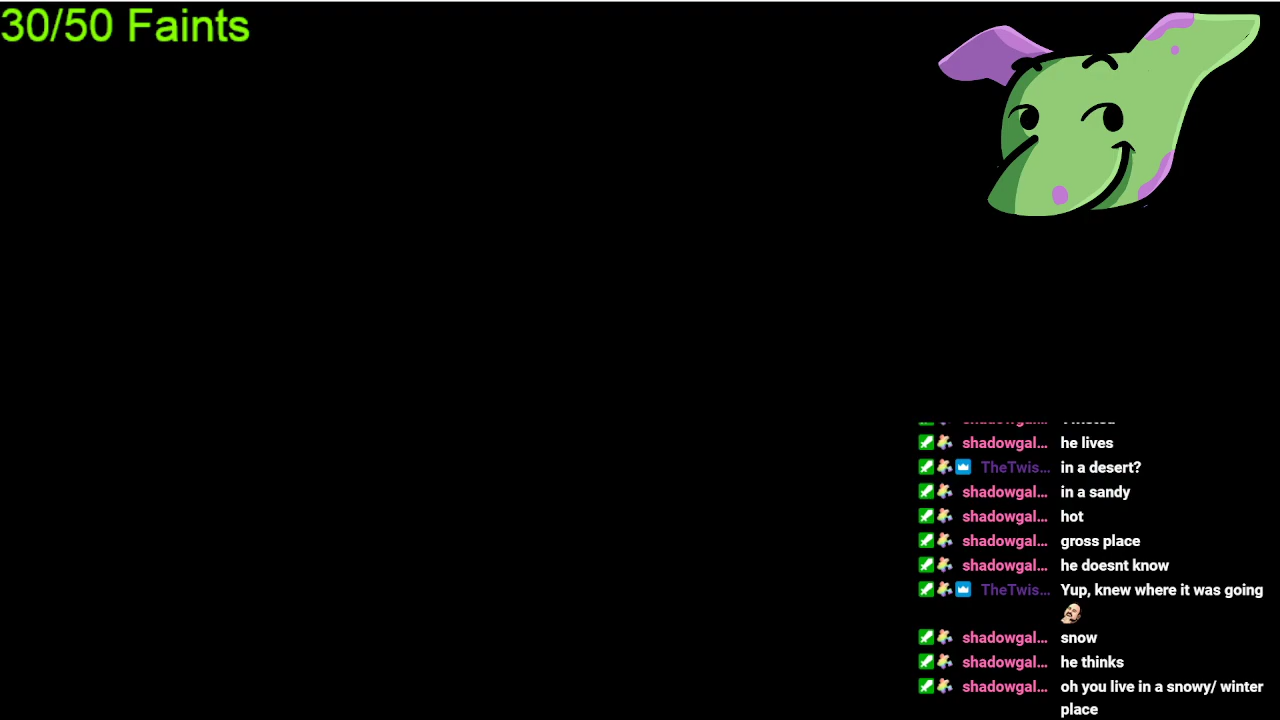 30/50 Faints
shadowgal... he lives
TheTwis... in a desert?
shadowgal... in a sandy
shadowgal... hot
shadowgal... gross place
shadowgal... he doesnt know
TheTwis... Yup, knew where it was going
shadowgal... snow
shadowgal... he thinks
shadowgal... oh you live in a snowy/ winter
place